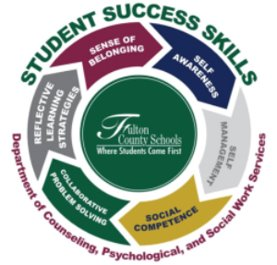 STUDENT SUCCESS SKILLS
SENSE OF
BELONGING
SELF
AWARENESS
SELF
MANAGEMENT
SOCIAL
COMPETENCE
COLLABORATIVE
PROBLEM SOLVING
REFLECTIVE
LEARNING
STRATEGIES
Fulton
County Schools
Where Students Come First
Department of Counseling, Psychological, and Social Work Services